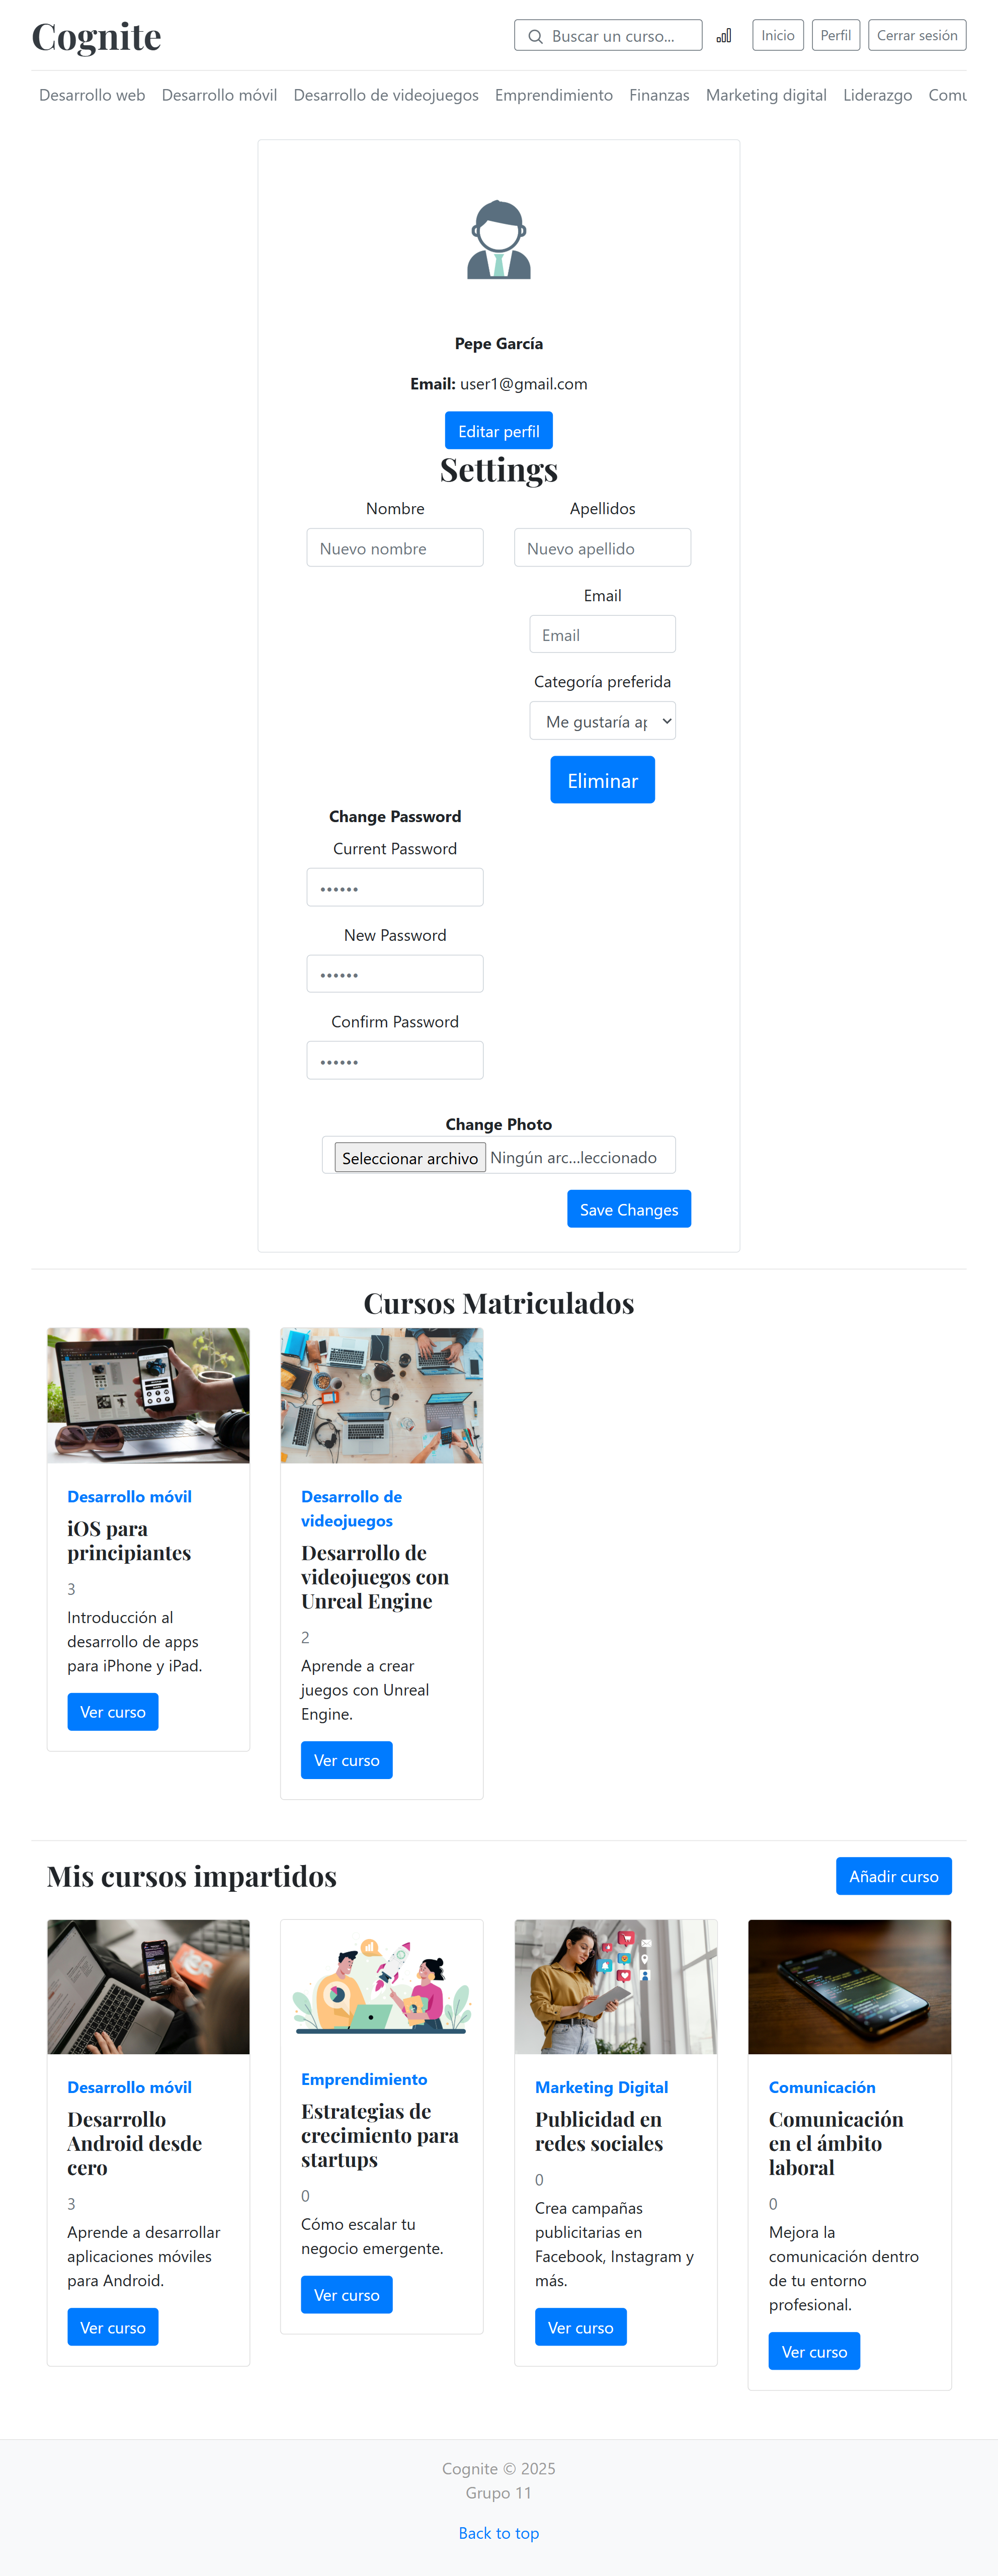 Cognite
Buscar un curso...
Inicio
Perfil
Cerrar sesión
Desarrollo web Desarrollo móvil Desarrollo de videojuegos Emprendimiento Finanzas Marketing digital Liderazgo Comu
Pepe García
Email: user1@gmail.com
Editar perfil
Settings
Nombre
Apellidos
Nuevo nombre
Nuevo apellido
Email
Email
Categoría preferida
Me gustaría ap
Eliminar
Change Password
Current Password
••••••
New Password
••••••
Confirm Password
••••••
Change Photo
Seleccionar archivo Ningún arc...leccionado
Save Changes
Cursos Matriculados
Desarrollo móvil
iOS para
principiantes
3
Introducción al
desarrollo de apps
para iPhone y iPad.
Ver curso
Desarrollo de
videojuegos
Desarrollo de
videojuegos con
Unreal Engine
2
Aprende a crear
juegos con Unreal
Engine.
Ver curso
Mis cursos impartidos
Añadir curso
Desarrollo móvil
Desarrollo
Android desde
cero
3
Aprende a desarrollar
aplicaciones móviles
para Android.
Ver curso
Emprendimiento
Estrategias de
crecimiento para
startups
0
Cómo escalar tu
negocio emergente.
Ver curso
Marketing Digital
Publicidad en
redes sociales
0
Crea campañas
publicitarias en
Facebook, Instagram y
más.
Ver curso
Comunicación
Comunicación
en el ámbito
laboral
0
Mejora la
comunicación dentro
de tu entorno
profesional.
Ver curso
Cognite © 2025
Grupo 11
Back to top